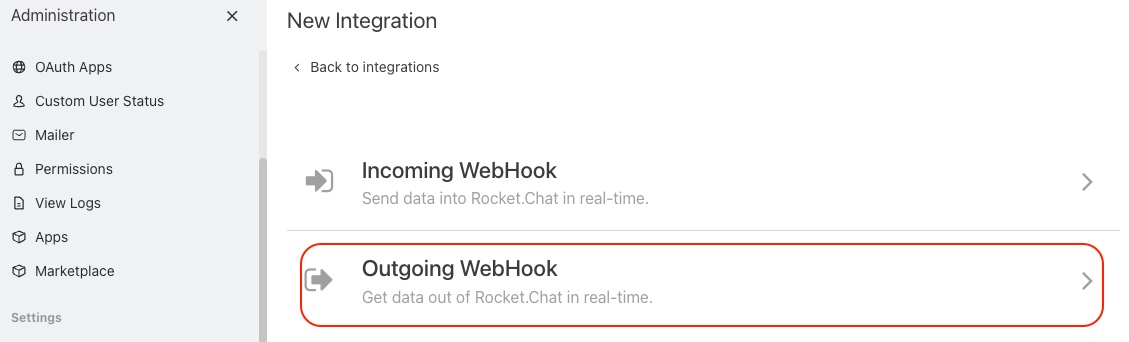 Administration
OAuth Apps
Custom User Status
Mailer
Permissions
View Logs
Apps
Marketplace
Settings
New Integration
Back to integrations
Incoming WebHook
Send data into Rocket.Chat in real-time.
Outgoing WebHook
Get data out of Rocket.Chat in real-time.